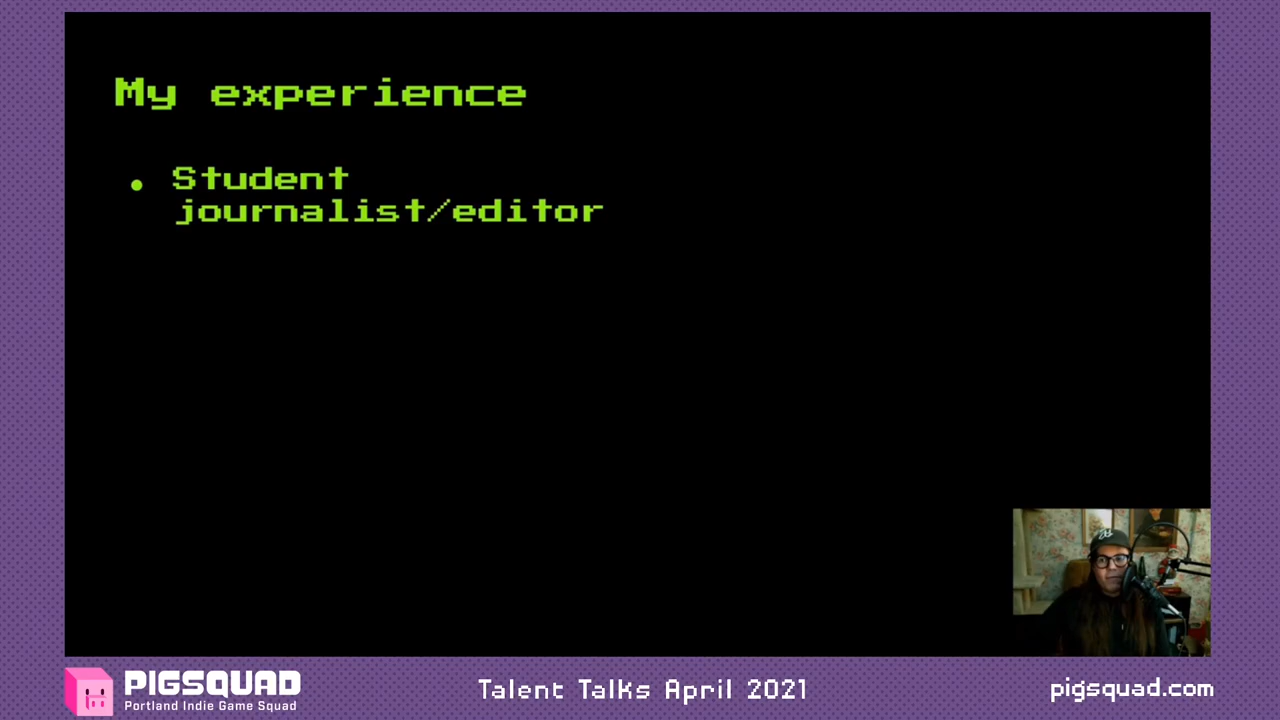 My experience
• Student
journalist/editor
PIGSQUAD
Portland Indie Game Squad
Talent Talks April 2021
pigsquad.com